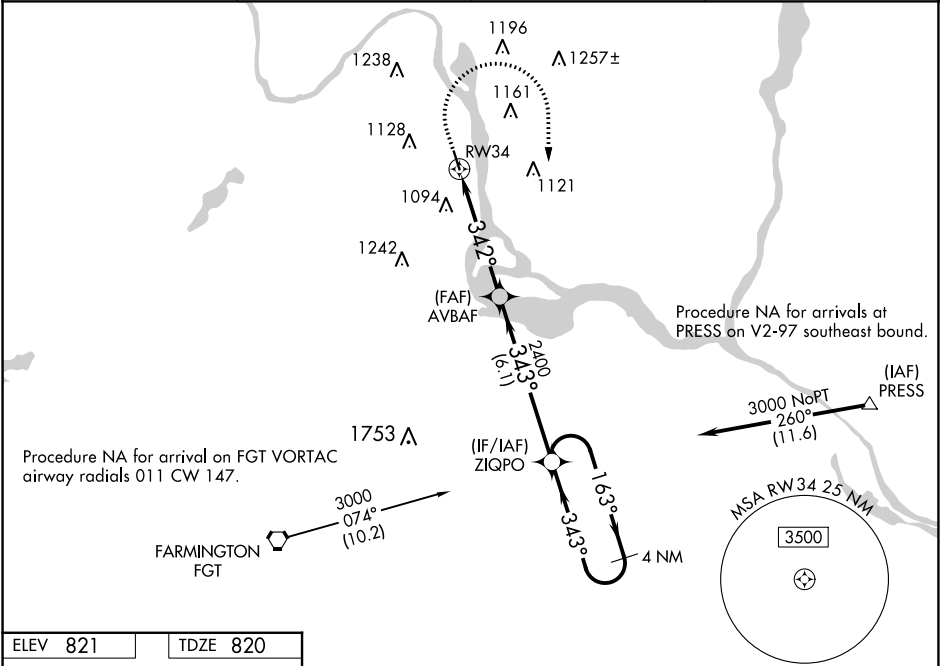 1196
1238
1257±
1161
1128
RW34
1121
1094
342°
1242
(FAF)
AVBAF
Procedure NA for arrivals at
PRESS on V2-97 southeast bound.
2400
343°
(6.1)
(IAF)
PRESS
3000 NoPT
260°
(11.6)
1753
(IF/IAF)
ZIQPO
Procedure NA for arrival on FGT VORTAC
airway radials 011 CW 147.
163°
343°
4 NM
3000
074°
(10.2)
FARMINGTON
FGT
MSA RW34 25 NM
3500
ELEV 821
TDZE 820